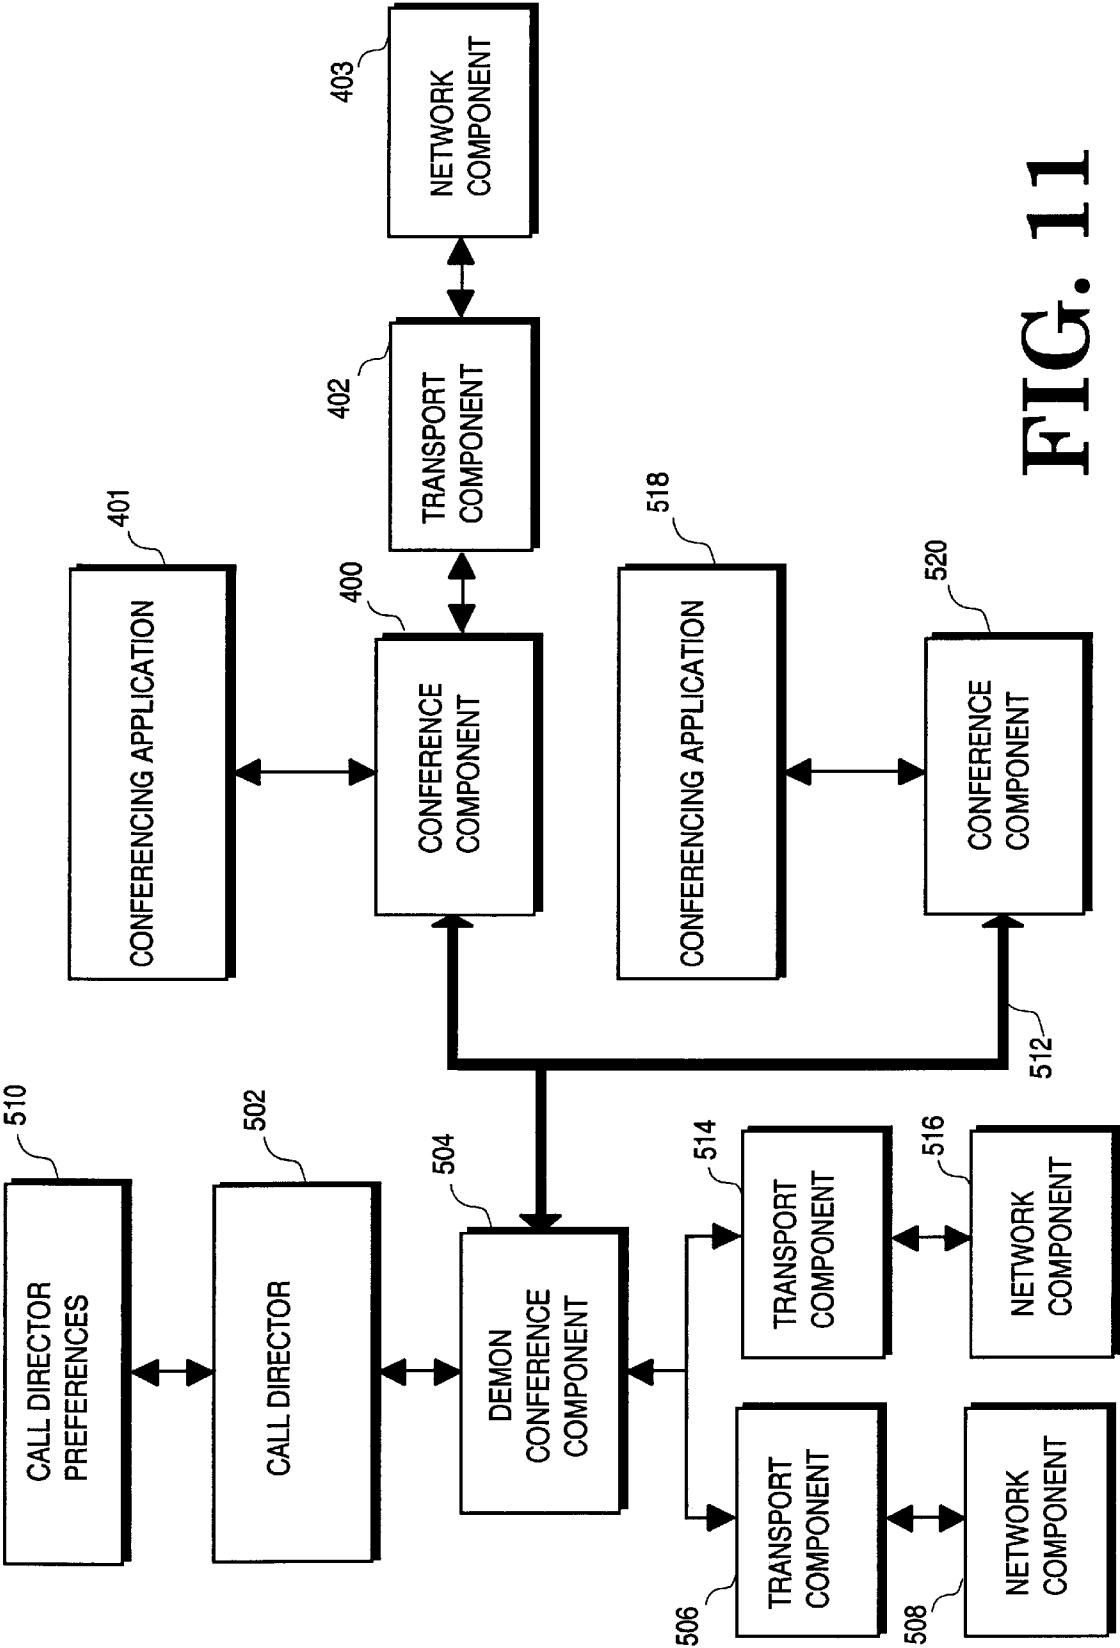 510
CALL DIRECTOR
PREFERENCES
502
CALL DIRECTOR
504
DEMON
CONFERENCE
COMPONENT
506
TRANSPORT
COMPONENT
514
TRANSPORT
COMPONENT
508
NETWORK
COMPONENT
516
NETWORK
COMPONENT
512
401
CONFERENCING APPLICATION
400
CONFERENCE
COMPONENT
402
TRANSPORT
COMPONENT
403
NETWORK
COMPONENT
518
CONFERENCING APPLICATION
520
CONFERENCE
COMPONENT
FIG. 11